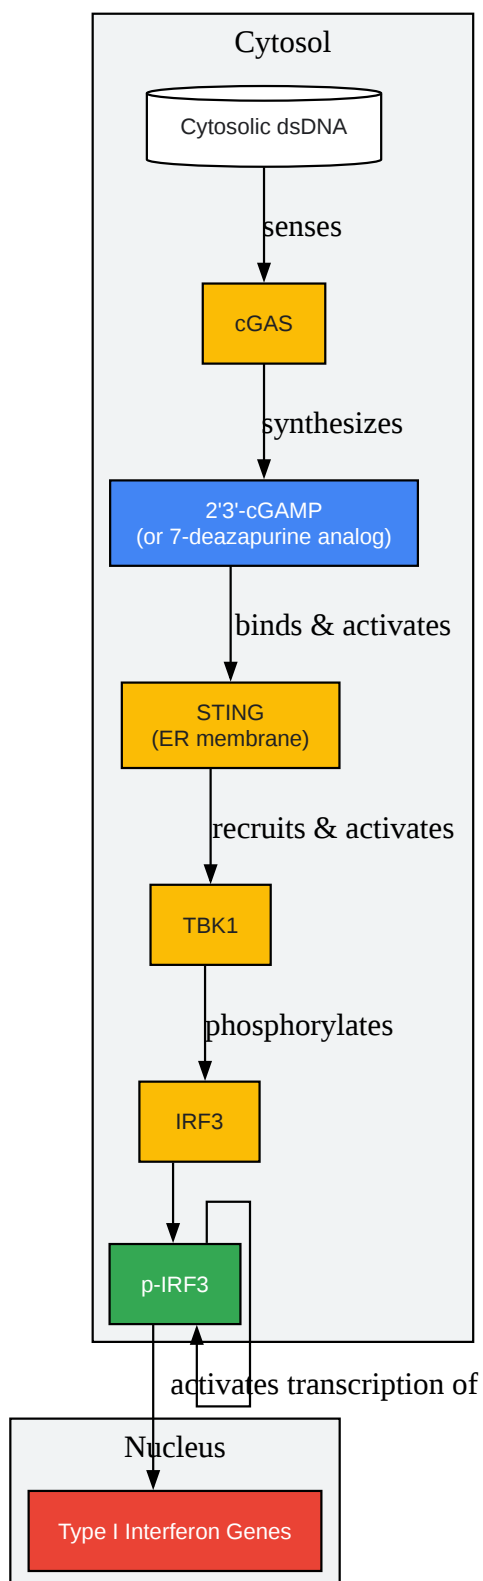 Cytosol
Cytosolic dsDNA
senses
cGAS
synthesizes
2'3'-cGAMP
(or 7-deazapurine analog)
binds & activates
STING
(ER membrane)
recruits & activates
TBK1
phosphorylates
IRF3
p-IRF3
activates transcription of
Nucleus
Type I Interferon Genes